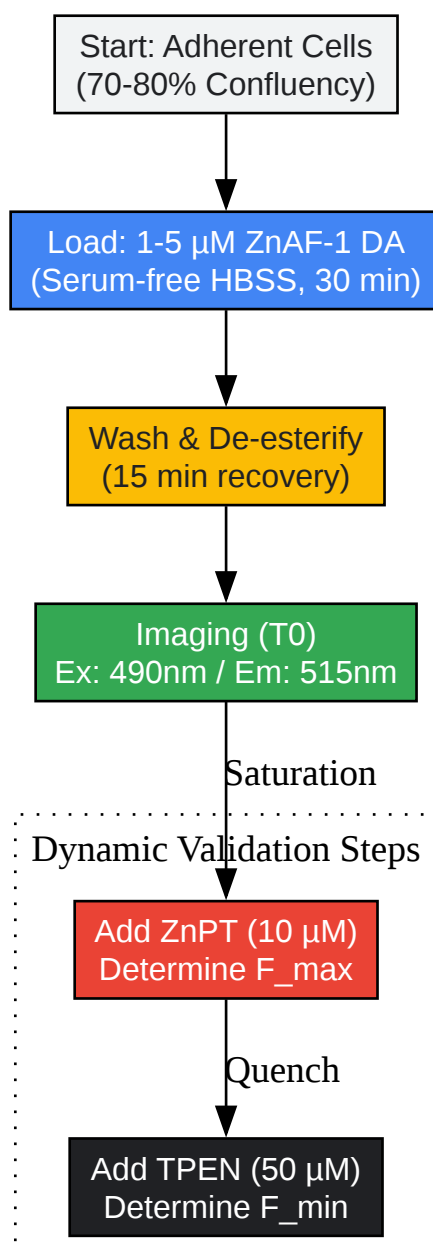 Start: Adherent Cells
(70-80% Confluency)
Load: 1-5 µM ZnAF-1 DA
(Serum-free HBSS, 30 min)
Wash & De-esterify
(15 min recovery)
Imaging (T0)
Ex: 490nm / Em: 515nm
Saturation
Dynamic Validation Steps
Add ZnPT (10 µM)
Determine F_max
Quench
Add TPEN (50 µM)
Determine F_min